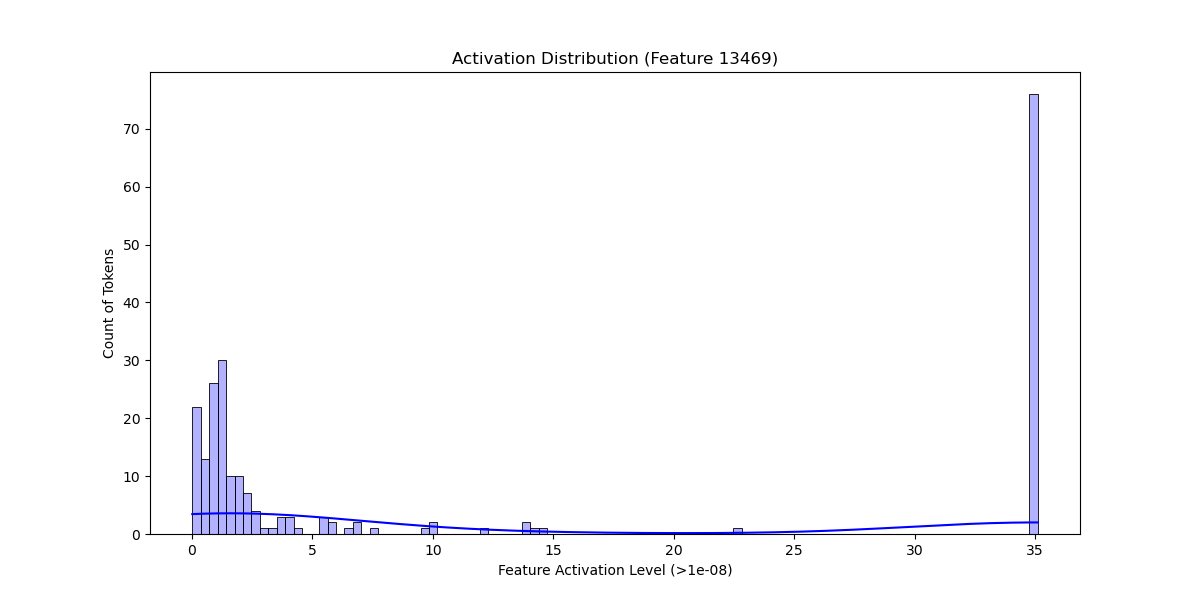 Activation Distribution (Feature 13469)
Count of Tokens
70
60
50
40
30
20
10
0
0 5 10 15 20 25 30 35
Feature Activation Level (>1e-08)